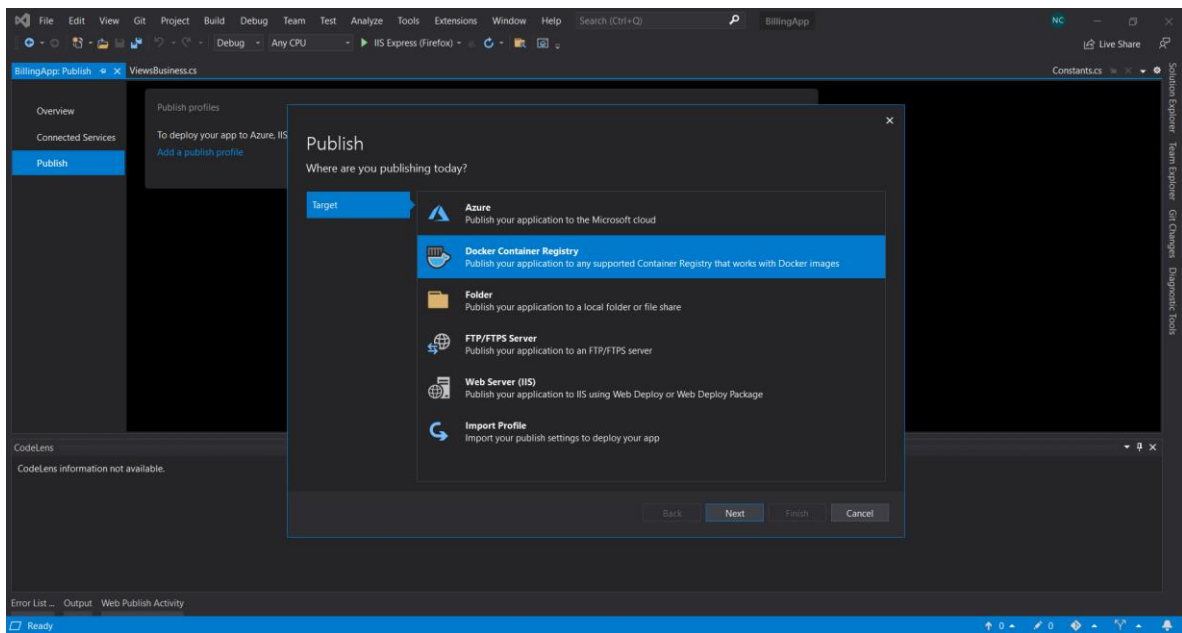 File Edit View Git Project Build Debug Team Test Analyze Tools Extensions Window Help Search (Ctrl+Q) BillingApp NC
Debug Any CPU IIS Express (Firefox) Live Share
BillingApp: Publish ViewsBusiness.cs Constants.cs
Overview
Connected Services
Publish
Publish profiles
To deploy your app to Azure, IIS
Add a publish profile
Publish
Where are you publishing today?
Target
Azure
Publish your application to the Microsoft cloud
Docker Container Registry
Publish your application to any supported Container Registry that works with Docker images
Folder
Publish your application to a local folder or file share
FTP/FTPS Server
Publish your application to an FTP/FTPS server
Web Server (IIS)
Publish your application to IIS using Web Deploy or Web Deploy Package
Import Profile
Import your publish settings to deploy your app
Back Next Finish Cancel
Solution Explorer Team Explorer Git Changes Diagnostic Tools
CodeLens
CodeLens information not available.
Error List ... Output Web Publish Activity
Ready 0 0